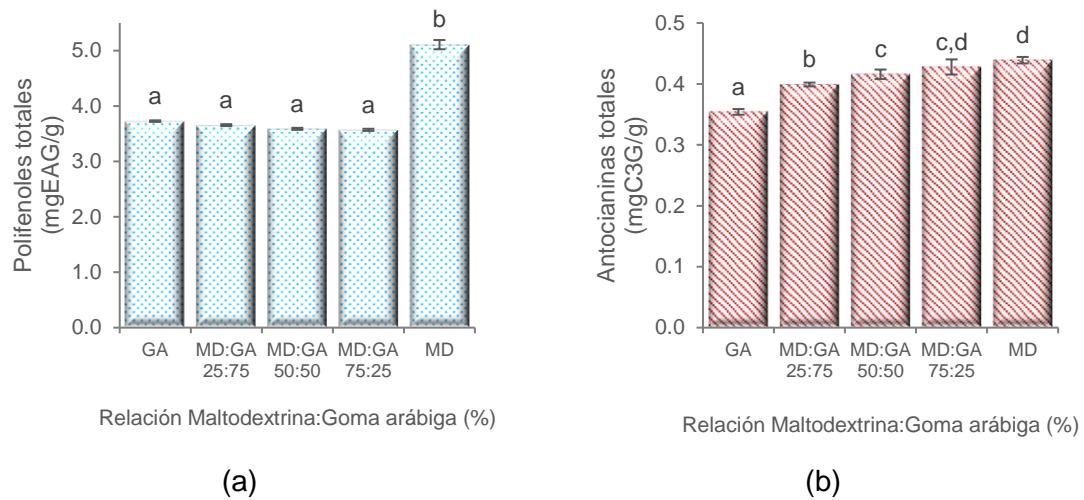 Polifenoles totales
(mgEAG/g)
5.0
4.0
3.0
2.0
1.0
0.0
a
a
a
a
b
GA
MD:GA
25:75
MD:GA
50:50
MD:GA
75:25
MD
Relación Maltodextrina:Goma arábiga (%)
(a)
Antocianinas totales
(mgC3G/g)
0.5
0.4
0.3
0.2
0.1
0.0
a
b
c
c,d
d
GA
MD:GA
25:75
MD:GA
50:50
MD:GA
75:25
MD
Relación Maltodextrina:Goma arábiga (%)
(b)